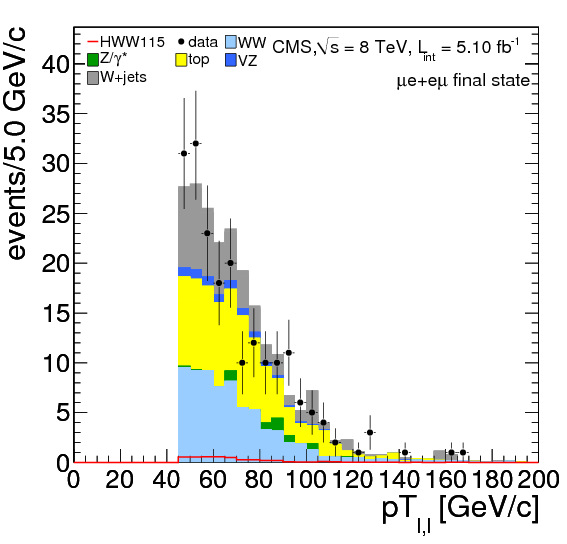 HWW115 data WW CMS,√s = 8 TeV, L_int = 5.10 fb⁻¹
Z/γ* top VZ
W+jets μe+eμ final state
events/5.0 GeV/c
40
35
30
25
20
15
10
5
0
0 20 40 60 80 100 120 140 160 180 200
pT_l,l [GeV/c]